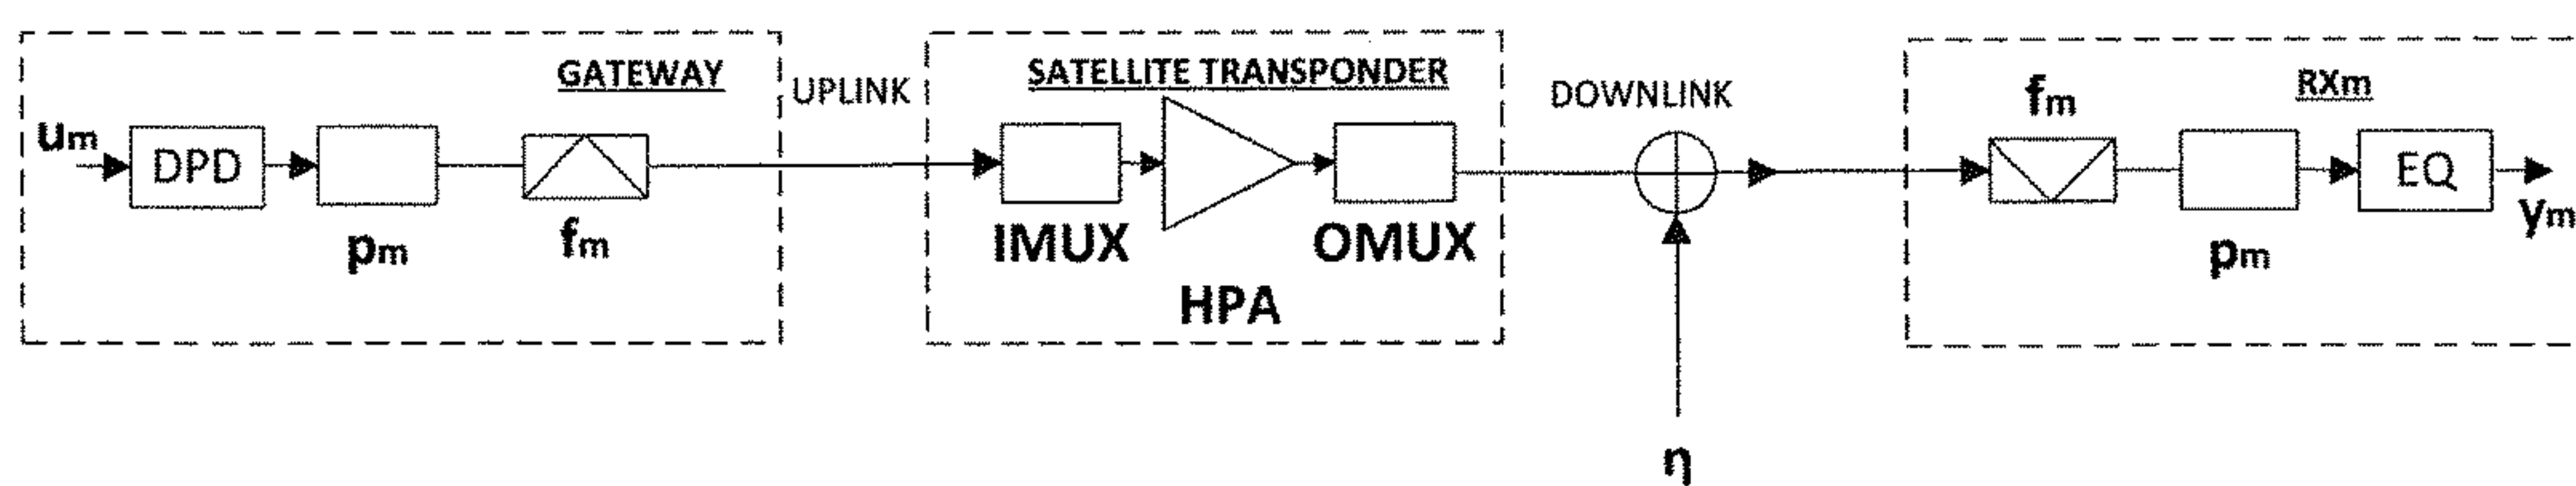 GATEWAY
um
DPD
pm
fm
UPLINK
SATELLITE TRANSPONDER
IMUX
OMUX
HPA
DOWNLINK
η
RXm
fm
pm
EQ
ym